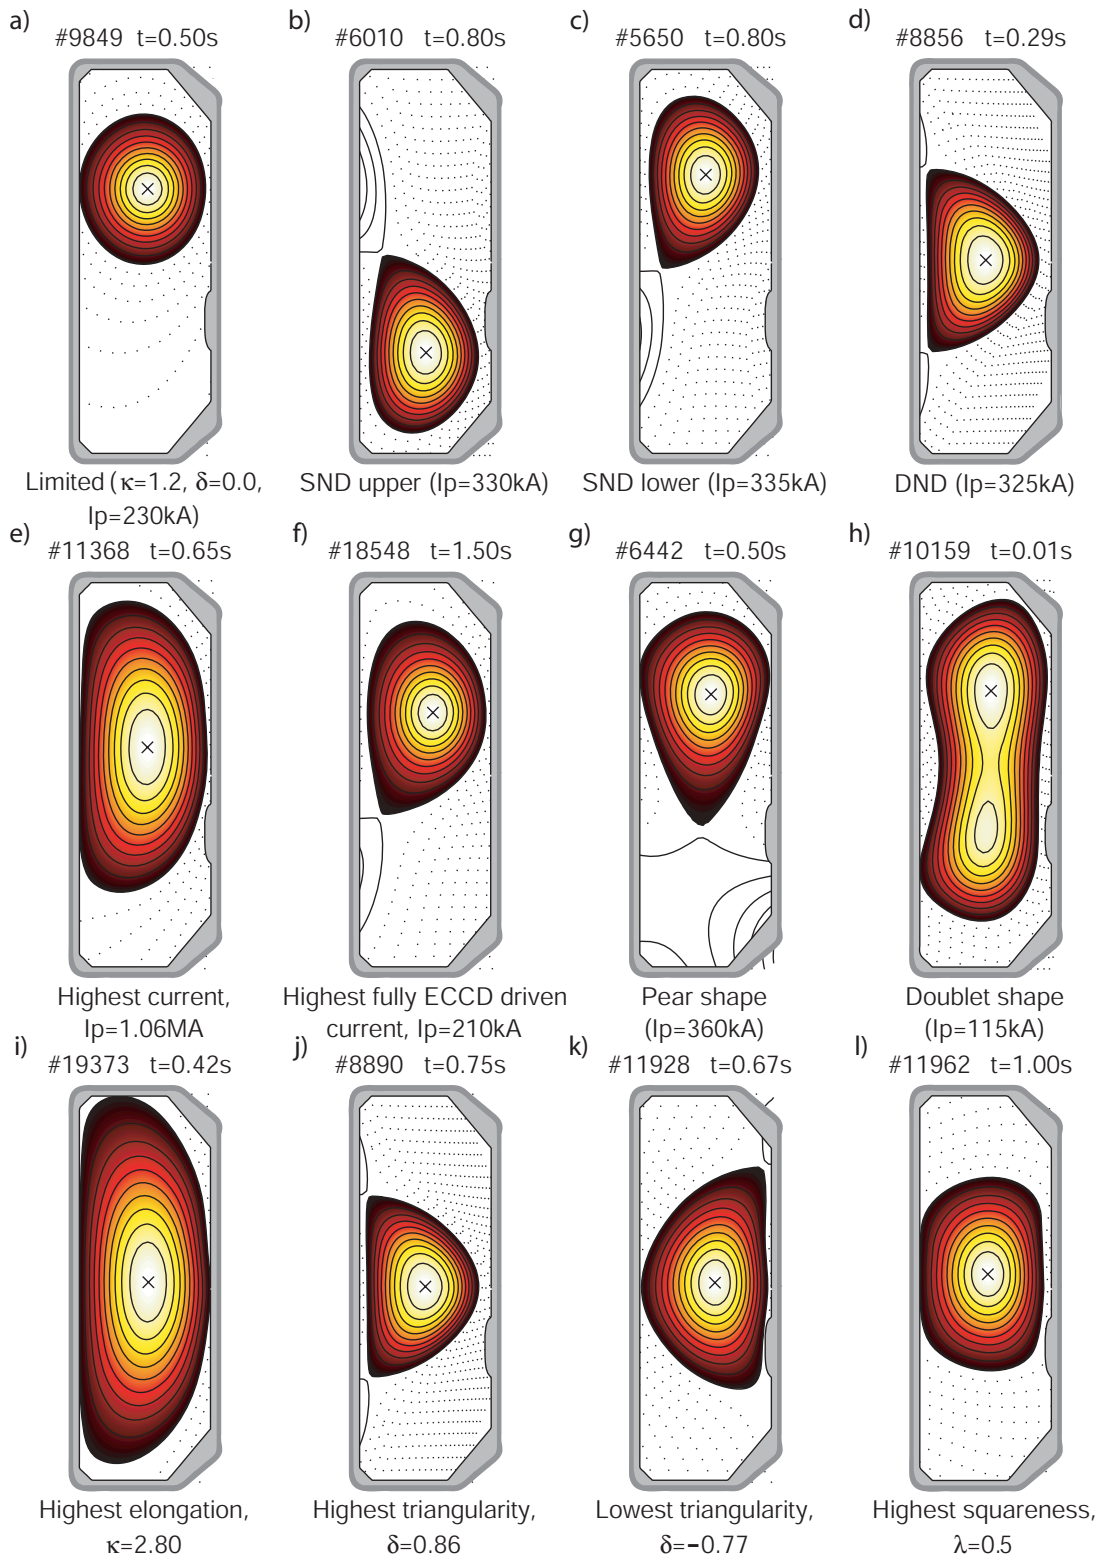 a) #9849 t=0.50s
b) #6010 t=0.80s
c) #5650 t=0.80s
d) #8856 t=0.29s
Limited (κ=1.2, δ=0.0,
Ip=230kA)
SND upper (Ip=330kA)
SND lower (Ip=335kA)
DND (Ip=325kA)
e) #11368 t=0.65s
f) #18548 t=1.50s
g) #6442 t=0.50s
h) #10159 t=0.01s
Highest current,
Ip=1.06MA
Highest fully ECCD driven
current, Ip=210kA
Pear shape
(Ip=360kA)
Doublet shape
(Ip=115kA)
i) #19373 t=0.42s
j) #8890 t=0.75s
k) #11928 t=0.67s
l) #11962 t=1.00s
Highest elongation,
κ=2.80
Highest triangularity,
δ=0.86
Lowest triangularity,
δ=−0.77
Highest squareness,
λ=0.5